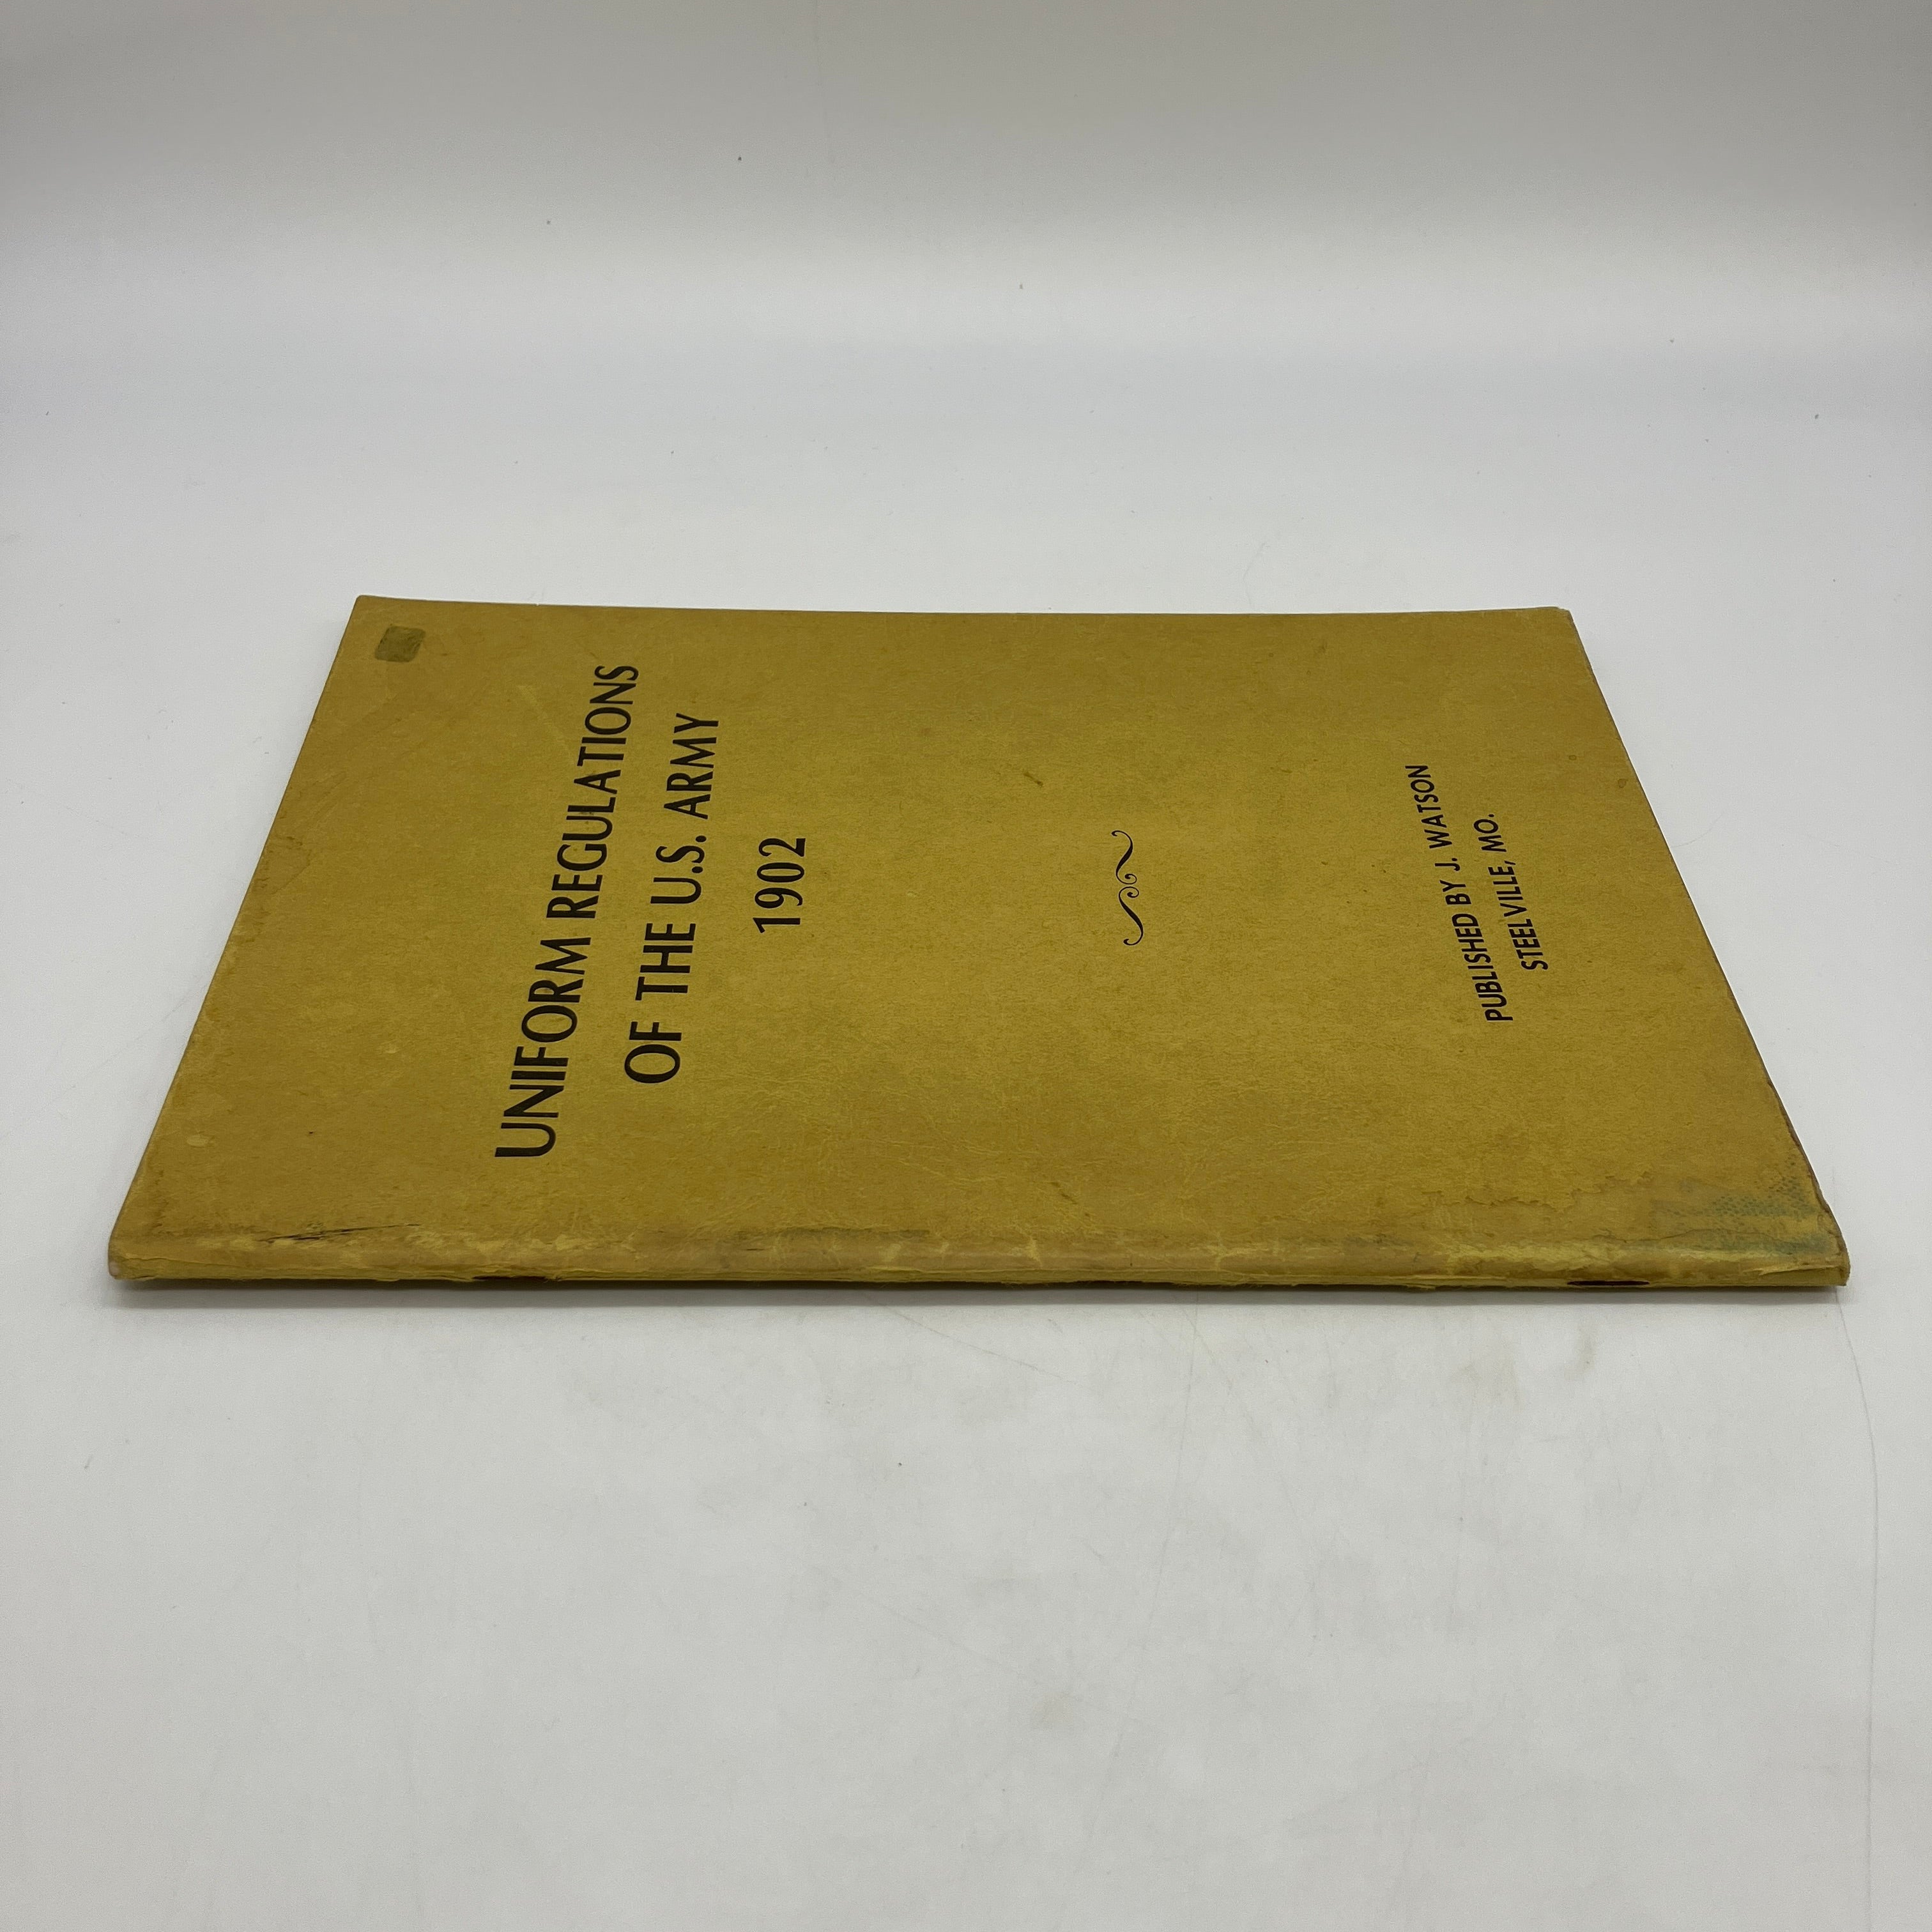 UNIFORM REGULATIONS
OF THE U.S. ARMY
1902
PUBLISHED BY J. WATSON
STEELVILLE, MO.